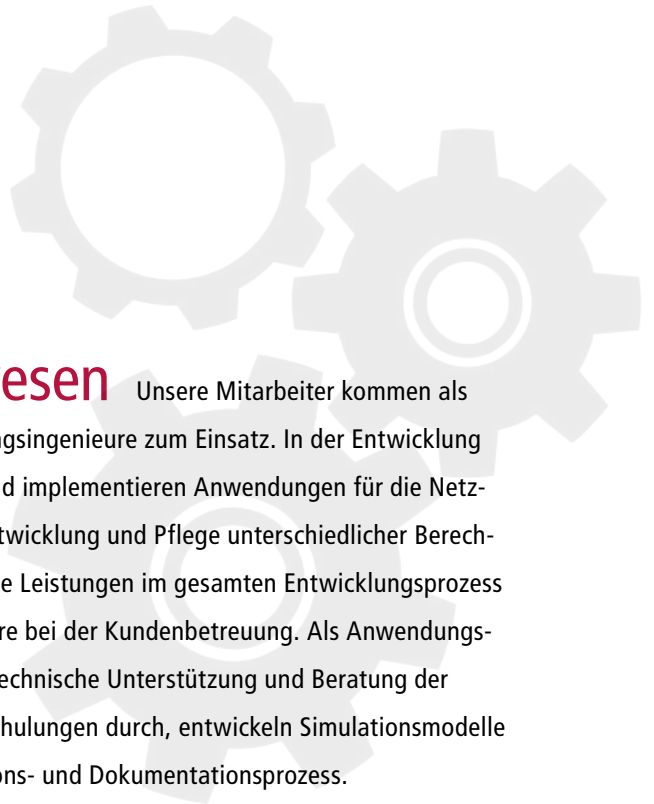 esen Unsere Mitarbeiter kommen als
gsingenieure zum Einsatz. In der Entwicklung
d implementieren Anwendungen für die Netz-
twicklung und Pflege unterschiedlicher Berech-
e Leistungen im gesamten Entwicklungsprozess
re bei der Kundenbetreuung. Als Anwendungs-
echnische Unterstützung und Beratung der
hulungen durch, entwickeln Simulationsmodelle
ons- und Dokumentationsprozess.